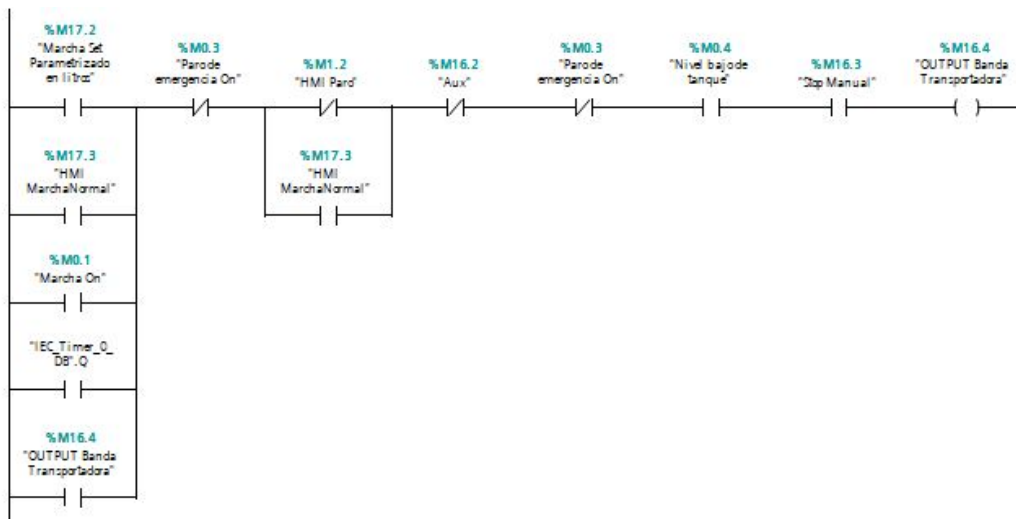 %M17.2
"Marcha Set
Parametrizado
en litros"
%M0.3
"Parode
emergencia On"
%M1.2
"HMI Paro"
%M16.2
"Aux"
%M0.3
"Parode
emergencia On"
%M0.4
"Nivel bajode
tanque"
%M16.3
"Stop Manual"
%M16.4
"OUTPUT Banda
Transportadora"
%M17.3
"HMI
MarchaNormal"
%M17.3
"HMI
MarchaNormal"
%M0.1
"Marcha On"
"IEC_Timer_0_
DB".Q
%M16.4
"OUTPUT Banda
Transportadora"